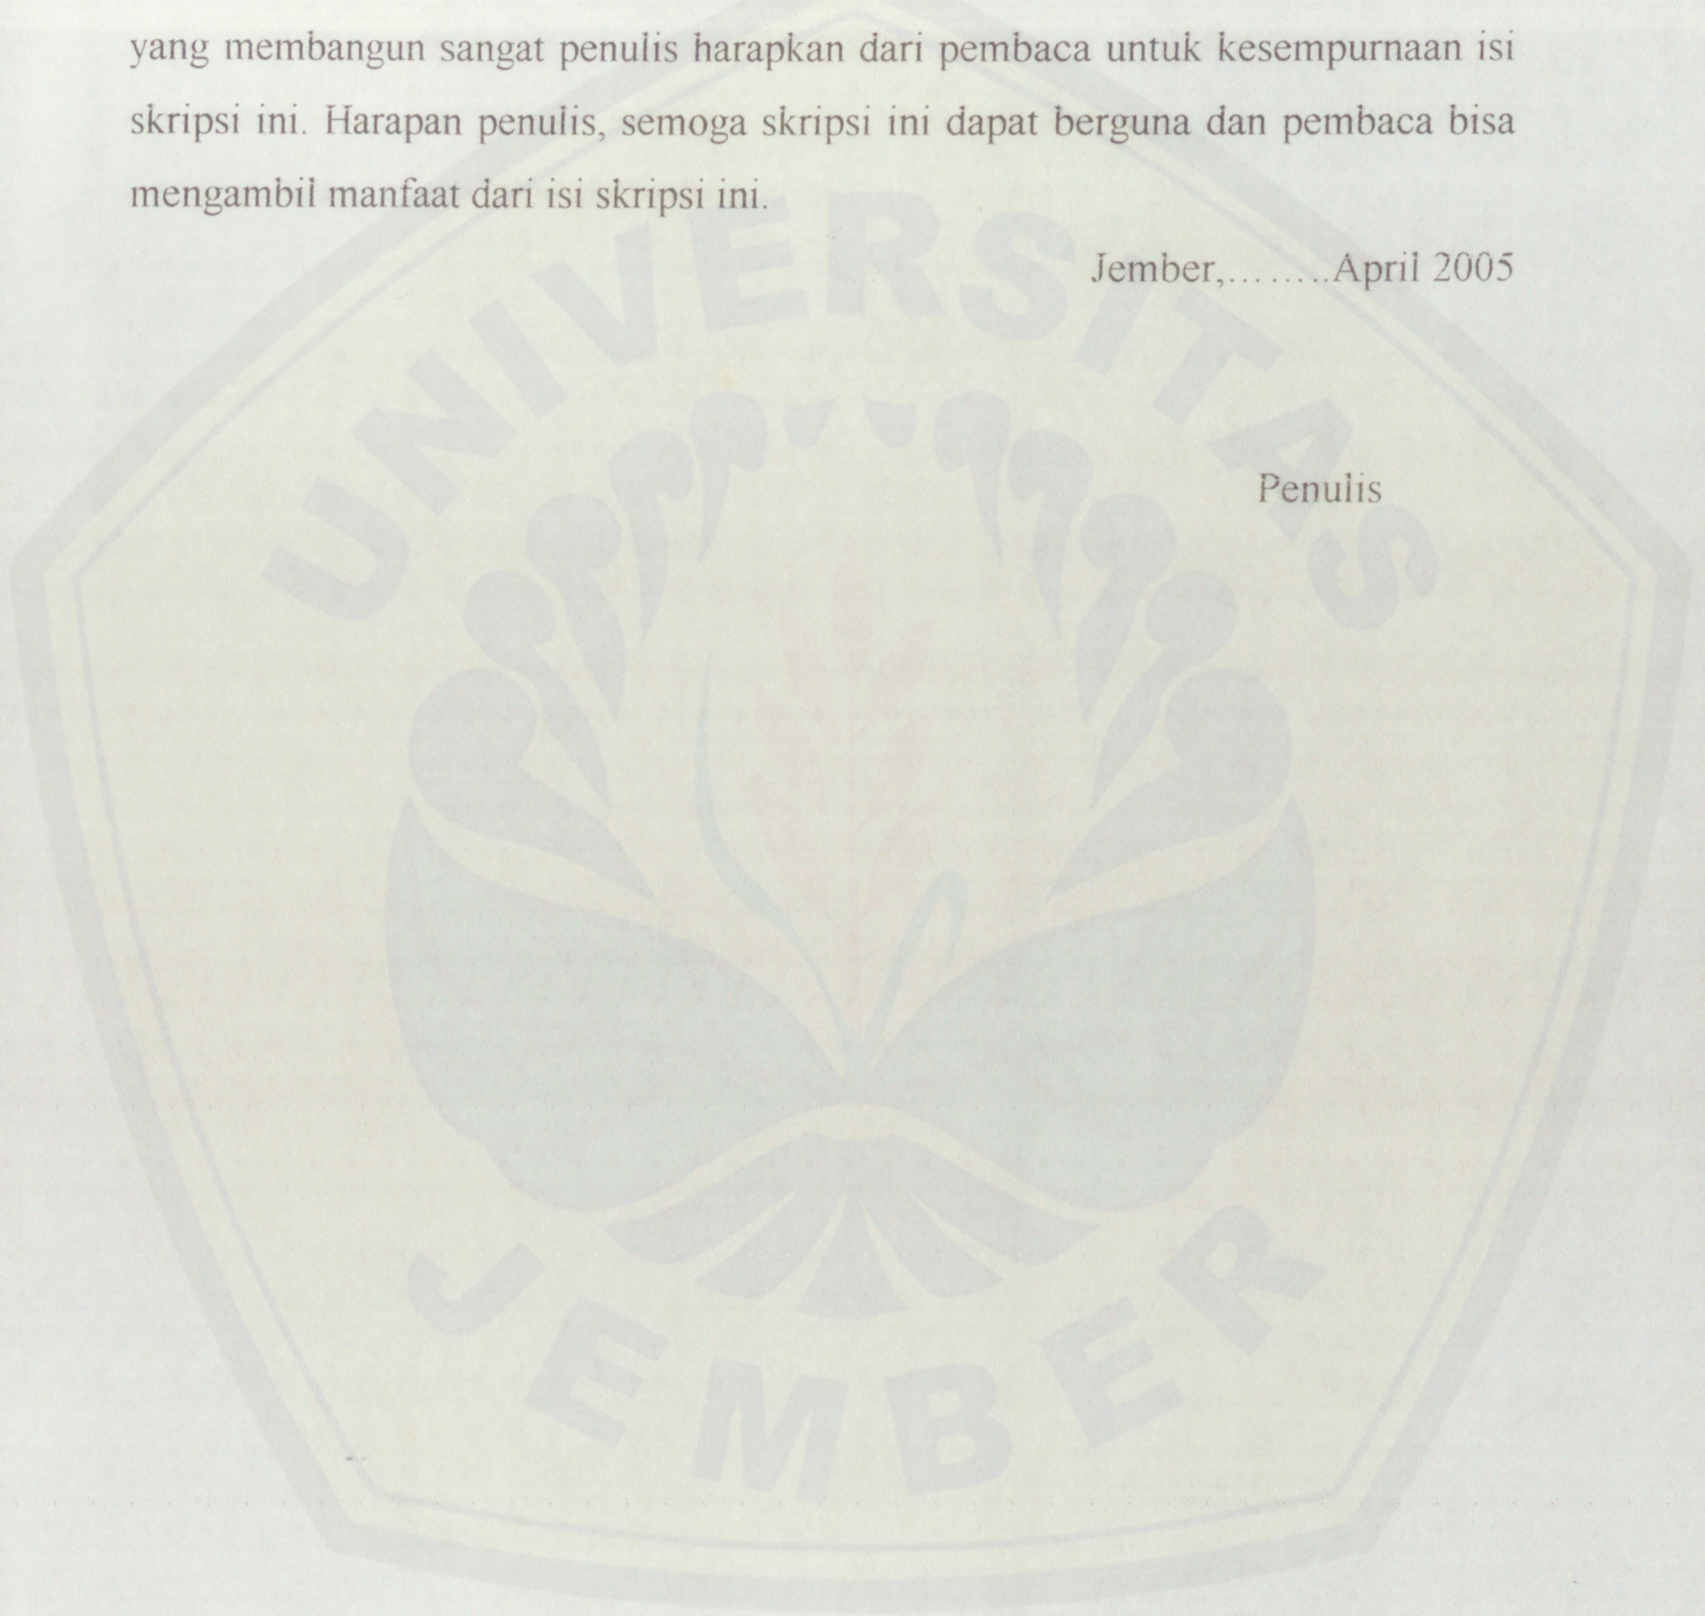 yang membangun sangat penulis harapkan dari pembaca untuk kesempurnaan isi
skripsi ini. Harapan penulis, semoga skripsi ini dapat berguna dan pembaca bisa
mengambil manfaat dari isi skripsi ini.
Jember,.........April 2005
Penulis
UNIVERSITAS
JEMBER